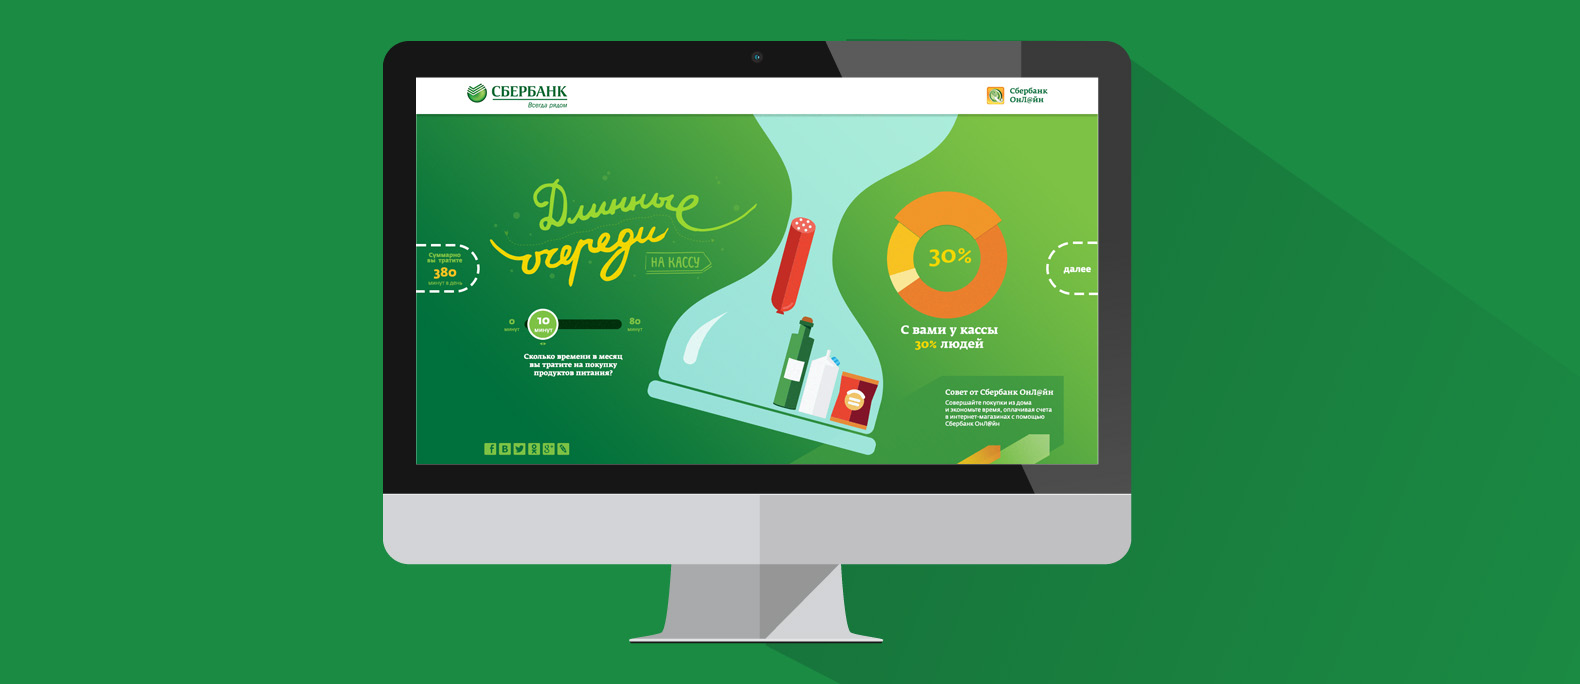 СБЕРБАНК
Всегда рядом
Сбербанк
ОнЛ@йн
Длинные
очереди
НА КАССУ
Суммарно
вы тратите
380
минут в день
0
минут
10
минут
80
минут
Сколько времени в месяц
вы тратите на покупку
продуктов питания?
30%
С вами у кассы
30% людей
далее
Совет от Сбербанк ОнЛ@йн
Совершайте покупки из дома
и экономьте время, оплачивая счета
в интернет-магазинах с помощью
Сбербанк ОнЛ@йн